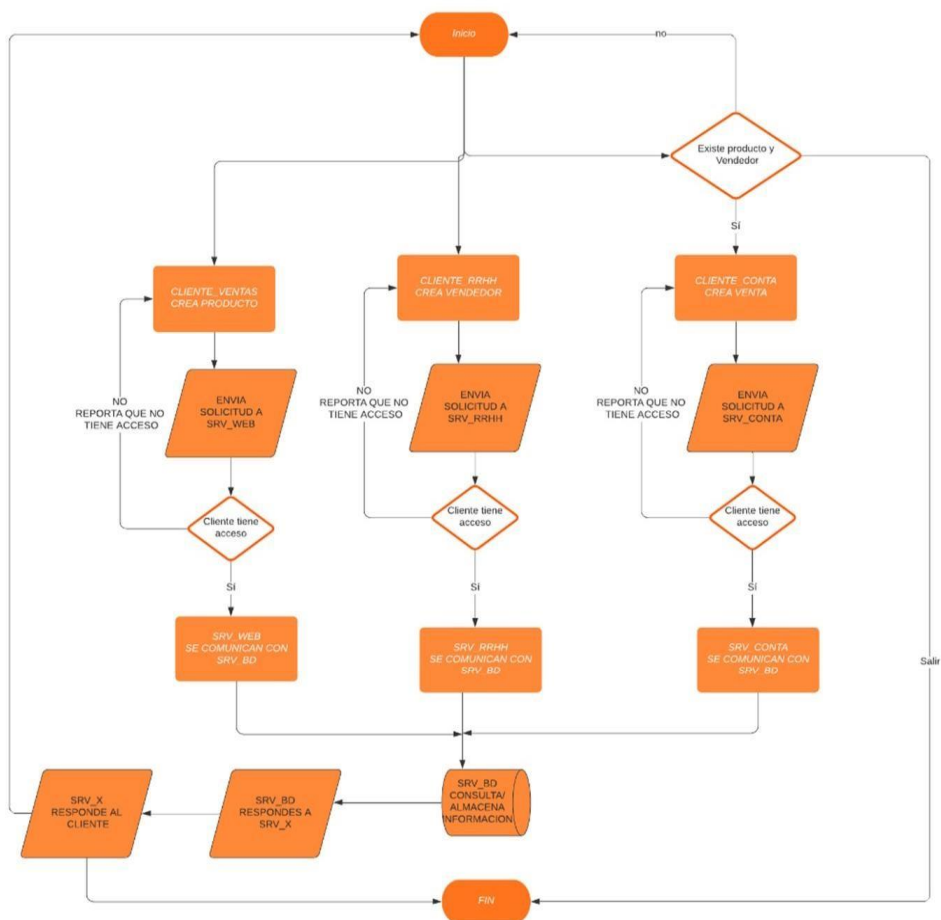 Inicio
no
Existe producto y
Vendedor
Sí
CLIENTE_VENTAS
CREA PRODUCTO
CLIENTE_RRHH
CREA VENDEDOR
CLIENTE_CONTA
CREA VENTA
NO
REPORTA QUE NO
TIENE ACCESO
ENVIA
SOLICITUD A
SRV_WEB
NO
REPORTA QUE NO
TIENE ACCESO
ENVIA
SOLICITUD A
SRV_RRHH
NO
REPORTA QUE NO
TIENE ACCESO
ENVIA
SOLICITUD A
SRV_CONTA
Cliente tiene
acceso
Cliente tiene
acceso
Cliente tiene
acceso
Sí
Sí
Sí
SRV_WEB
SE COMUNICAN CON
SRV_BD
SRV_RRHH
SE COMUNICAN CON
SRV_BD
SRV_CONTA
SE COMUNICAN CON
SRV_BD
Salir
SRV_X
RESPONDE AL
CLIENTE
SRV_BD
RESPONDES A
SRV_X
SRV_BD
CONSULTA/
ALMACENA
INFORMACION
FIN